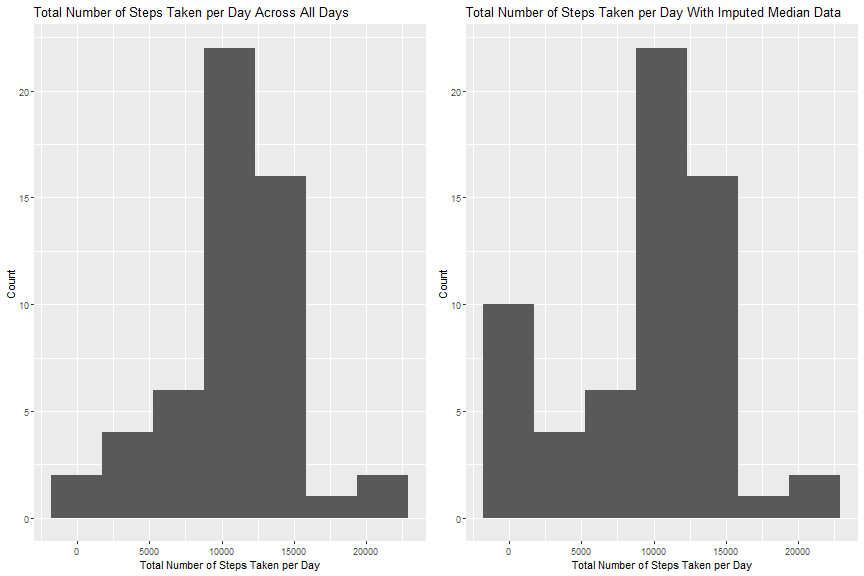 Total Number of Steps Taken per Day Across All Days
Count
20
15
10
5
0
0 5000 10000 15000 20000
Total Number of Steps Taken per Day
Total Number of Steps Taken per Day With Imputed Median Data
Count
20
15
10
5
0
0 5000 10000 15000 20000
Total Number of Steps Taken per Day